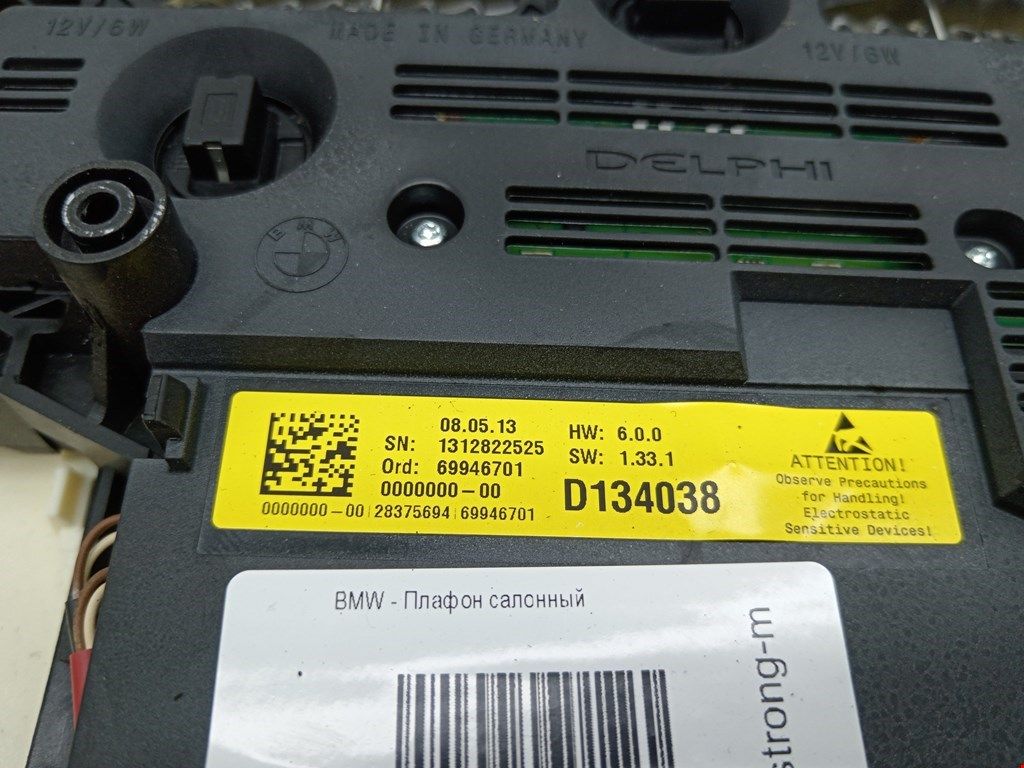 12V/6W
MADE IN GERMANY
12V/6W
DELPHI
BMW
08.05.13
SN: 1312822525
Ord: 69946701
0000000-00
0000000-00 | 28375694 | 69946701
HW: 6.0.0
SW: 1.33.1
D134038
ATTENTION!
Observe Precautions
for Handling!
Electrostatic
Sensitive Devices!
BMW - Плафон салонный
strong-m